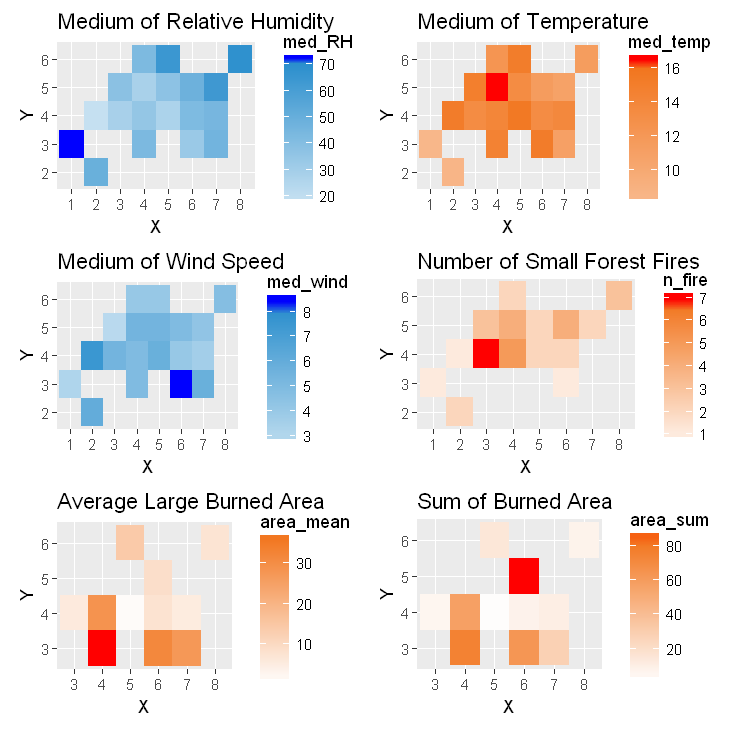 Medium of Relative Humidity
med_RH
70
60
50
40
30
20
Y
6
5
4
3
2
1 2 3 4 5 6 7 8
X
Medium of Temperature
med_temp
16
14
12
10
Y
6
5
4
3
2
1 2 3 4 5 6 7 8
X
Medium of Wind Speed
med_wind
8
7
6
5
4
3
Y
6
5
4
3
2
1 2 3 4 5 6 7 8
X
Number of Small Forest Fires
n_fire
7
6
5
4
3
2
1
Y
6
5
4
3
2
1 2 3 4 5 6 7 8
X
Average Large Burned Area
area_mean
30
20
10
Y
6
5
4
3
3 4 5 6 7 8
X
Sum of Burned Area
area_sum
80
60
40
20
Y
6
5
4
3
3 4 5 6 7 8
X